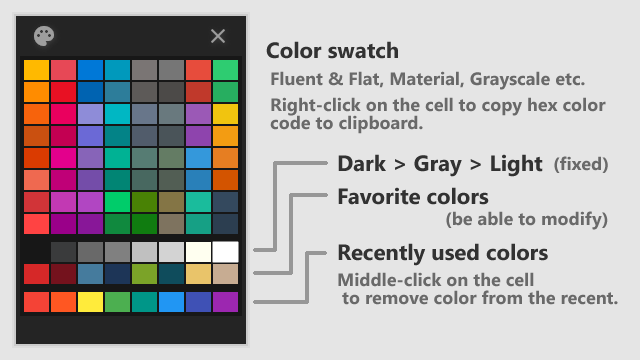 Color swatch
Fluent & Flat, Material, Grayscale etc.
Right-click on the cell to copy hex color
code to clipboard.
Dark > Gray > Light (fixed)
Favorite colors
(be able to modify)
Recently used colors
Middle-click on the cell
to remove color from the recent.